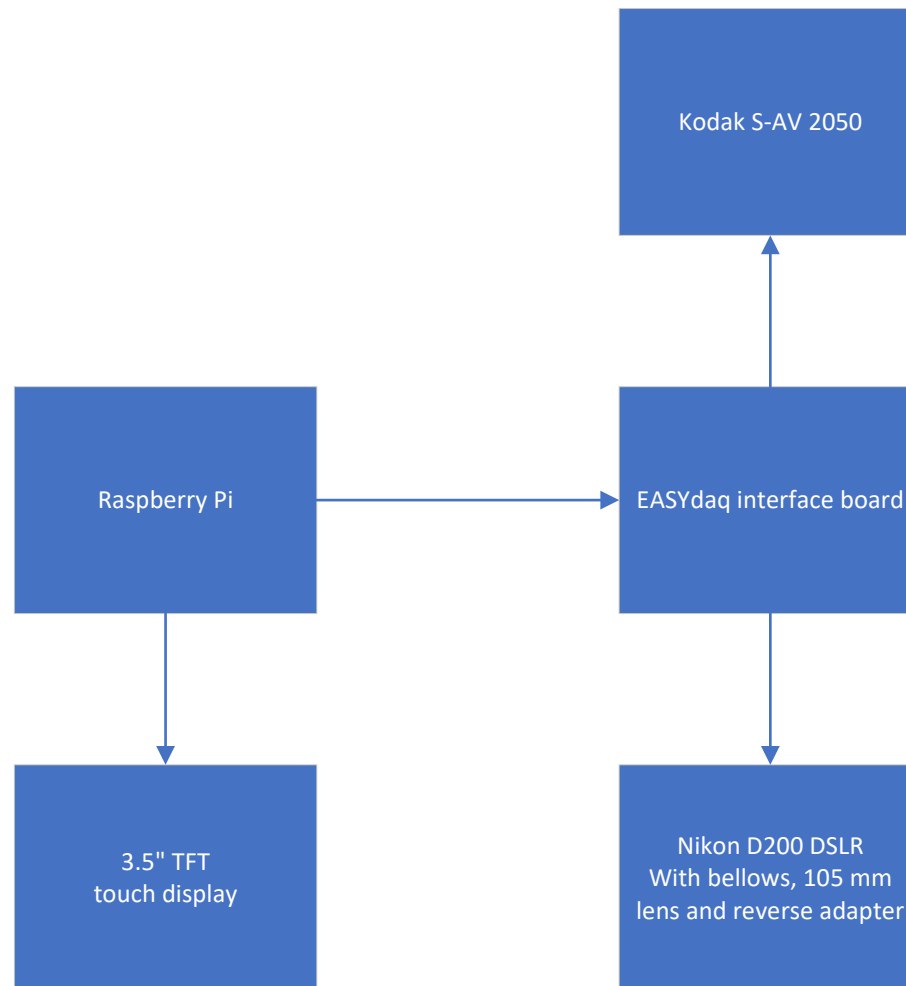 Kodak S-AV 2050
Raspberry Pi
EASYdaq interface board
3.5" TFT
touch display
Nikon D200 DSLR
With bellows, 105 mm
lens and reverse adapter